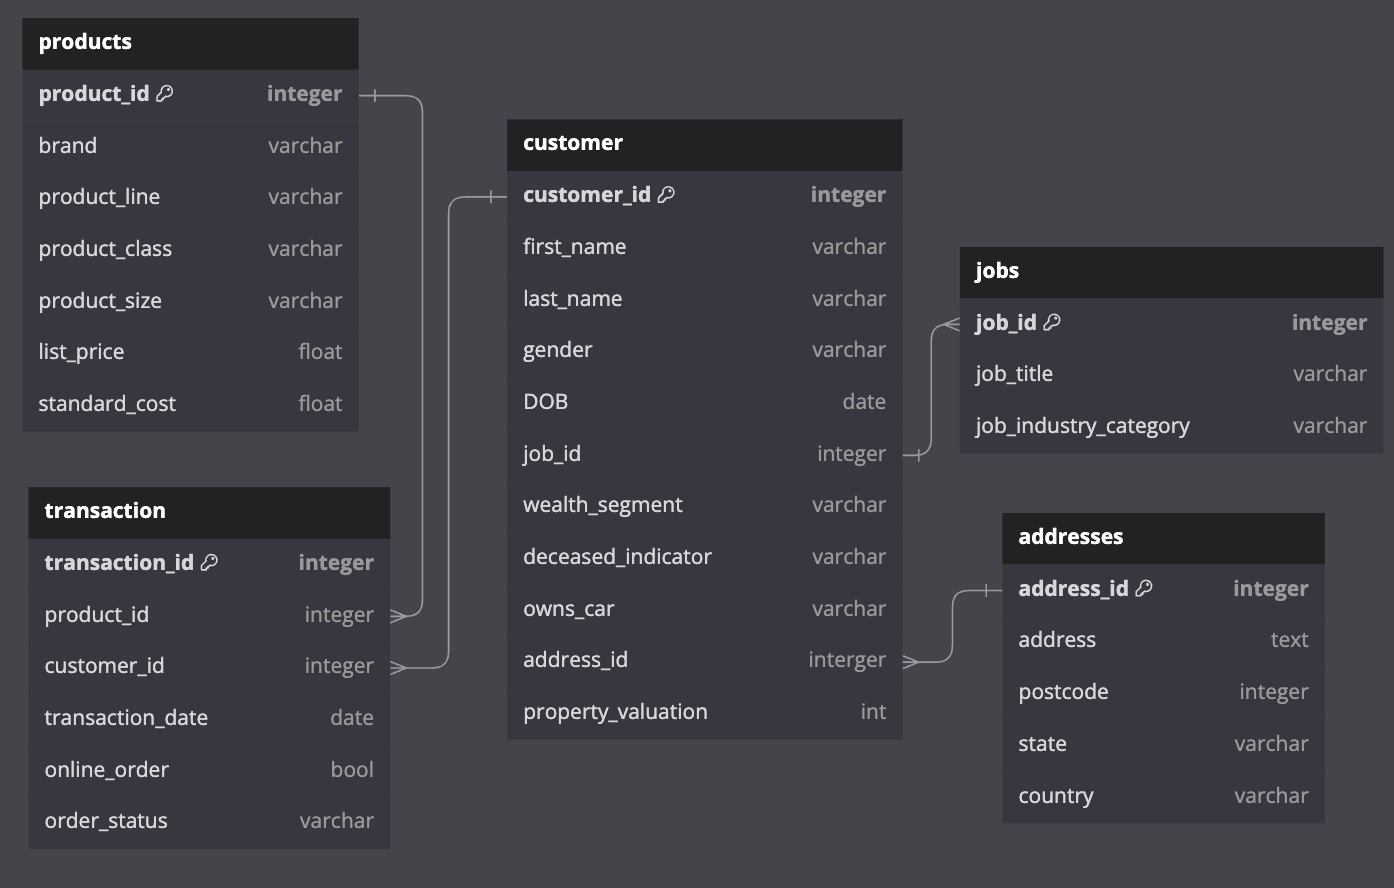 products
product_id integer
brand varchar
product_line varchar
product_class varchar
product_size varchar
list_price float
standard_cost float
transaction
transaction_id integer
product_id integer
customer_id integer
transaction_date date
online_order bool
order_status varchar
customer
customer_id integer
first_name varchar
last_name varchar
gender varchar
DOB date
job_id integer
wealth_segment varchar
deceased_indicator varchar
owns_car varchar
address_id interger
property_valuation int
jobs
job_id integer
job_title varchar
job_industry_category varchar
addresses
address_id integer
address text
postcode integer
state varchar
country varchar